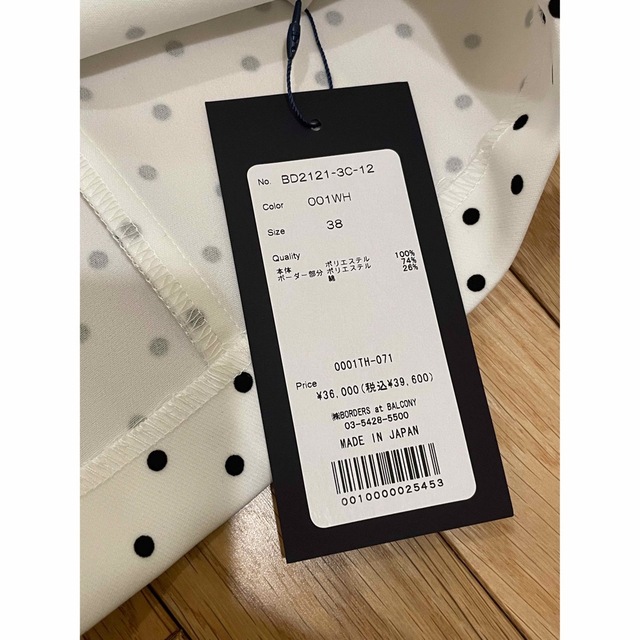 No. BD2121-3C-12
Color 001WH
Size 38
Quality
本体 ポリエステル 100%
ボーダー部分 ポリエステル 74%
綿 26%
0001TH-071
Price ¥36,000(税込¥39,600)
㈱BORDERS at BALCONY
03-5428-5500
MADE IN JAPAN
0010000025453